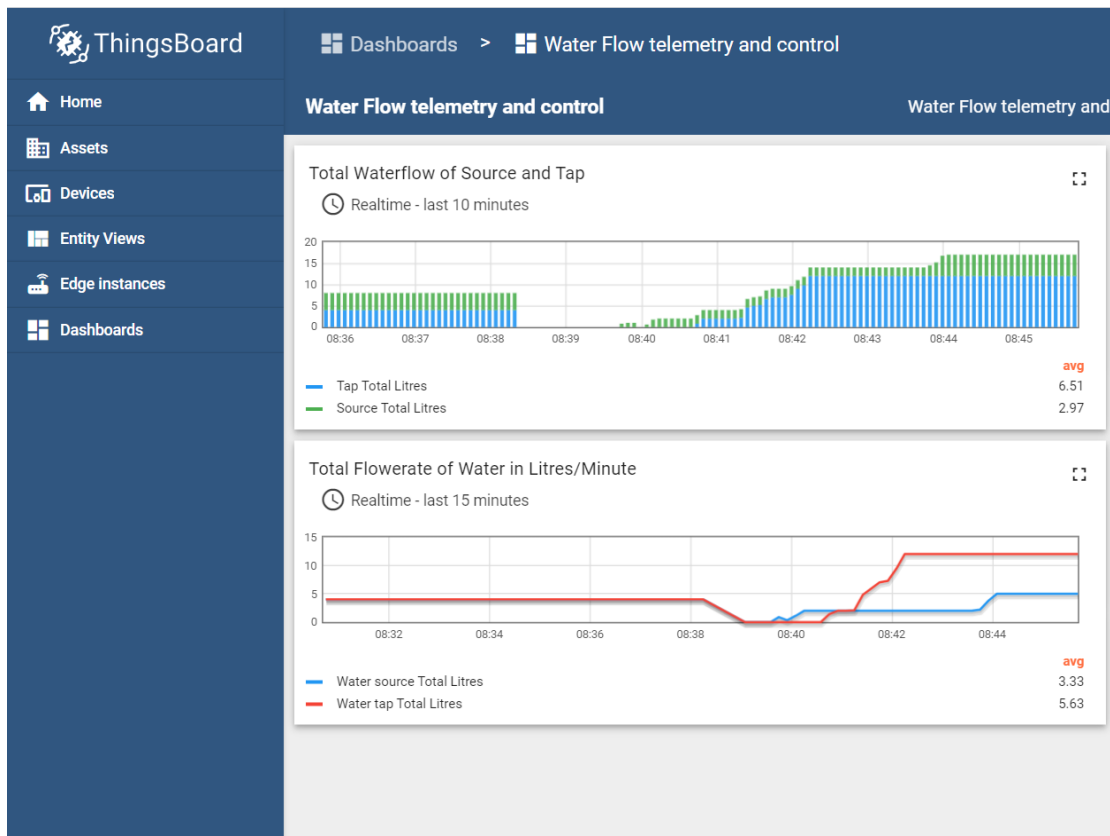 ThingsBoard
Dashboards > Water Flow telemetry and control
Home
Assets
Devices
Entity Views
Edge instances
Dashboards
Water Flow telemetry and control
Water Flow telemetry and
Total Waterflow of Source and Tap
Realtime - last 10 minutes
20
15
10
5
0
08:36 08:37 08:38 08:39 08:40 08:41 08:42 08:43 08:44 08:45
avg
Tap Total Litres 6.51
Source Total Litres 2.97
Total Flowerate of Water in Litres/Minute
Realtime - last 15 minutes
15
10
5
0
08:32 08:34 08:36 08:38 08:40 08:42 08:44
avg
Water source Total Litres 3.33
Water tap Total Litres 5.63